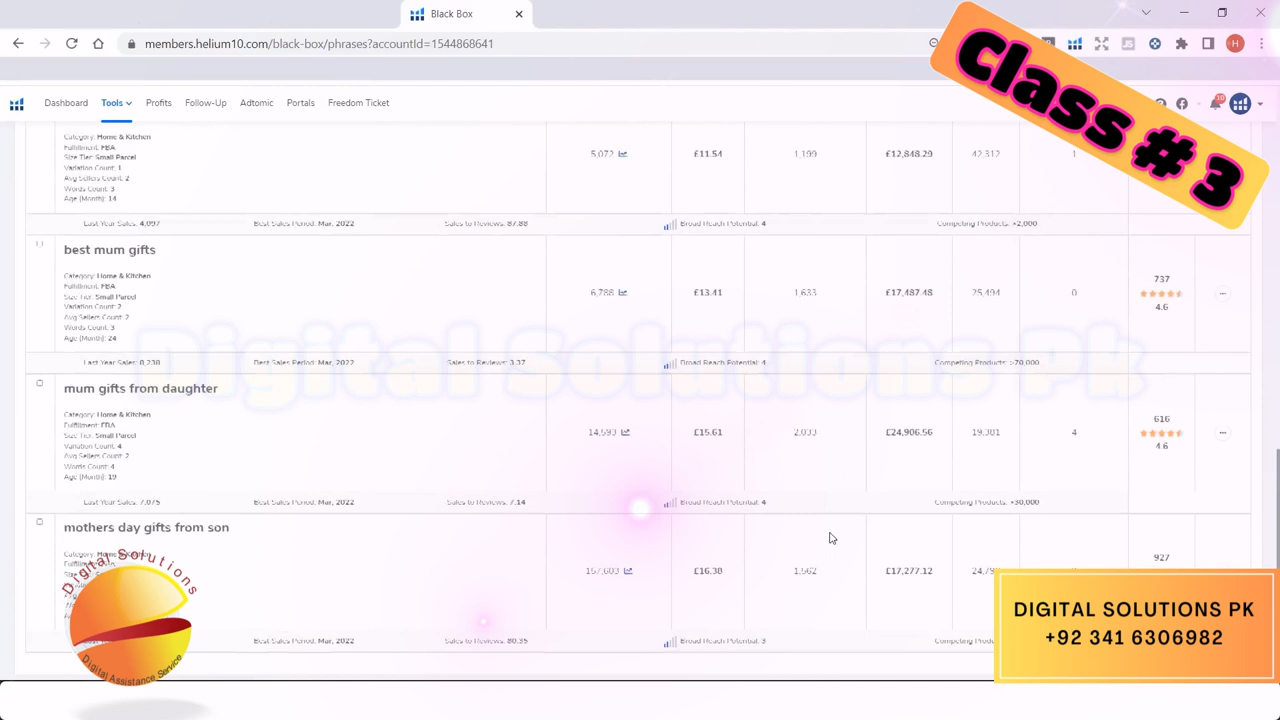 Black Box
members.helium10.com/black-box/phrases?accountId=1544868641
Class # 3
Dashboard Tools Profits Follow-Up Adtomic Portals Freedom Ticket
Category: Home & Kitchen
Fulfillment: FBA
Size Tier: Small Parcel
Variation Count: 1
Avg Sellers Count: 2
Words Count: 3
Age (Month): 14
5,072 £11.54 1,199 £12,848.29 42,312 1
Last Year Sales: 4,097 Best Sales Period: Mar, 2022 Sales to Reviews: 87.88 Broad Reach Potential: 4 Competing Products: >2,000
best mum gifts
Category: Home & Kitchen
Fulfillment: FBA
Size Tier: Small Parcel
Variation Count: 2
Avg Sellers Count: 2
Words Count: 3
Age (Month): 24
6,788 £13.41 1,633 £17,487.48 25,494 0 737
4.6
Last Year Sales: 8,238 Best Sales Period: Mar, 2022 Sales to Reviews: 3.37 Broad Reach Potential: 4 Competing Products: >70,000
Digital Solutions Pk
mum gifts from daughter
Category: Home & Kitchen
Fulfillment: FBA
Size Tier: Small Parcel
Variation Count: 4
Avg Sellers Count: 2
Words Count: 4
Age (Month): 19
14,593 £15.61 2,033 £24,906.56 19,381 4 616
4.6
Last Year Sales: 7,075 Best Sales Period: Mar, 2022 Sales to Reviews: 7.14 Broad Reach Potential: 4 Competing Products: >30,000
mothers day gifts from son
157,603 £16.38 1,562 £17,277.12 927
Best Sales Period: Mar, 2022 Sales to Reviews: 80.35 Broad Reach Potential: 3
Digital Solutions
Digital Assistance Service
DIGITAL SOLUTIONS PK
+92 341 6306982